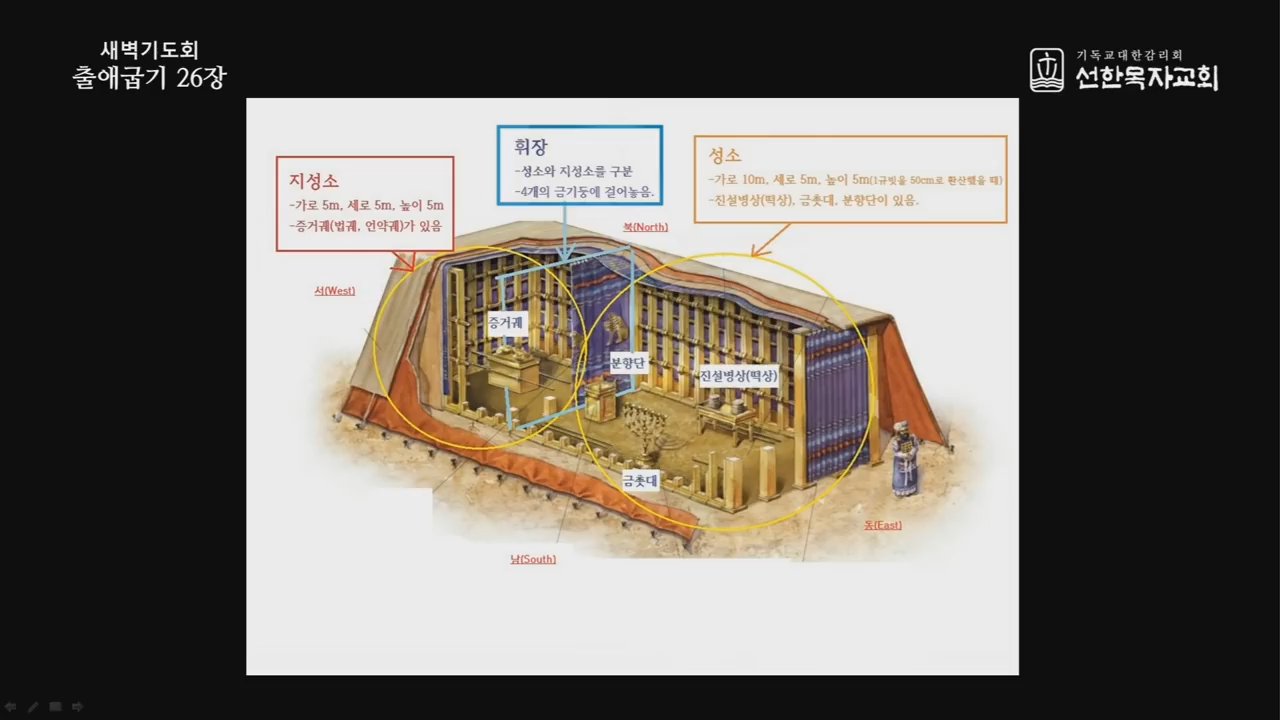 새벽기도회
출애굽기 26장
기독교대한감리회
선한목자교회
지성소
-가로 5m, 세로 5m, 높이 5m
-증거궤(법궤, 언약궤)가 있음
휘장
-성소와 지성소를 구분
-4개의 금기둥에 걸어놓음.
성소
-가로 10m, 세로 5m, 높이 5m(1규빗을 50cm로 환산했을 때)
-진설병상(떡상), 금촛대, 분향단이 있음.
북(North)
서(West)
증거궤
분향단
진설병상(떡상)
금촛대
동(East)
남(South)